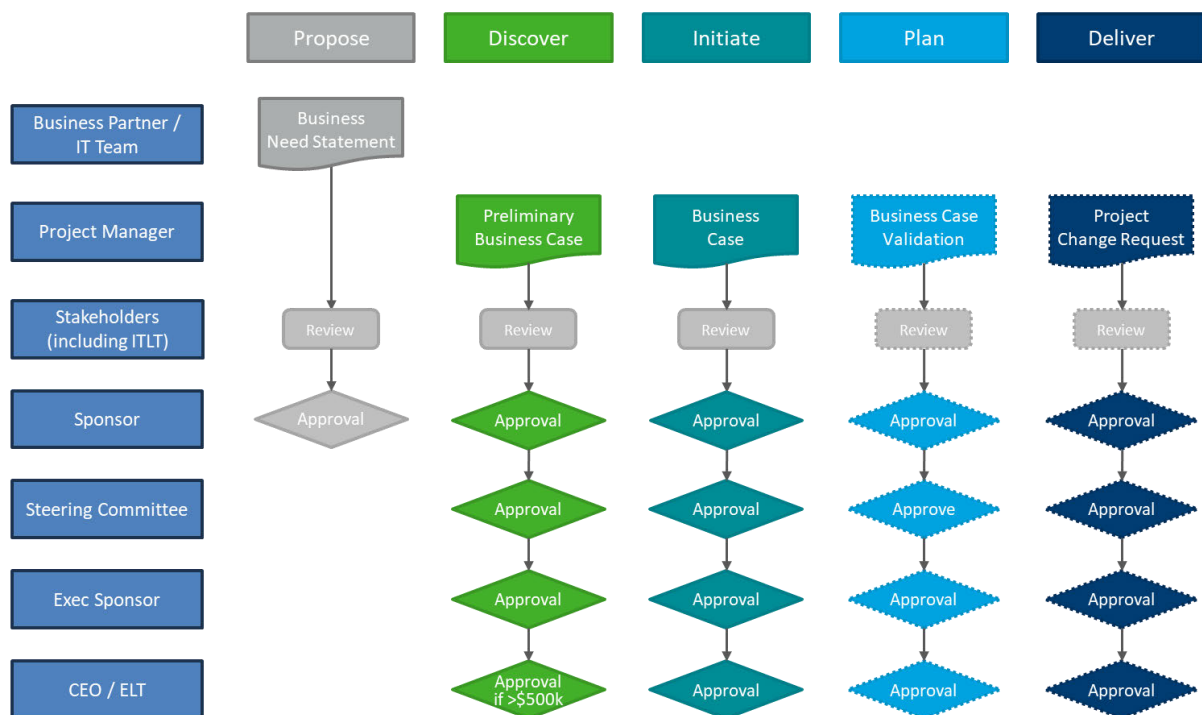 Propose
Discover
Initiate
Plan
Deliver
Business Partner /
IT Team
Business
Need Statement
Project Manager
Preliminary
Business Case
Business
Case
Business Case
Validation
Project
Change Request
Stakeholders
(including ITLT)
Review
Review
Review
Review
Review
Sponsor
Approval
Approval
Approval
Approval
Approval
Steering Committee
Approval
Approval
Approve
Approval
Exec Sponsor
Approval
Approval
Approval
Approval
CEO / ELT
Approval
if >$500k
Approval
Approval
Approval